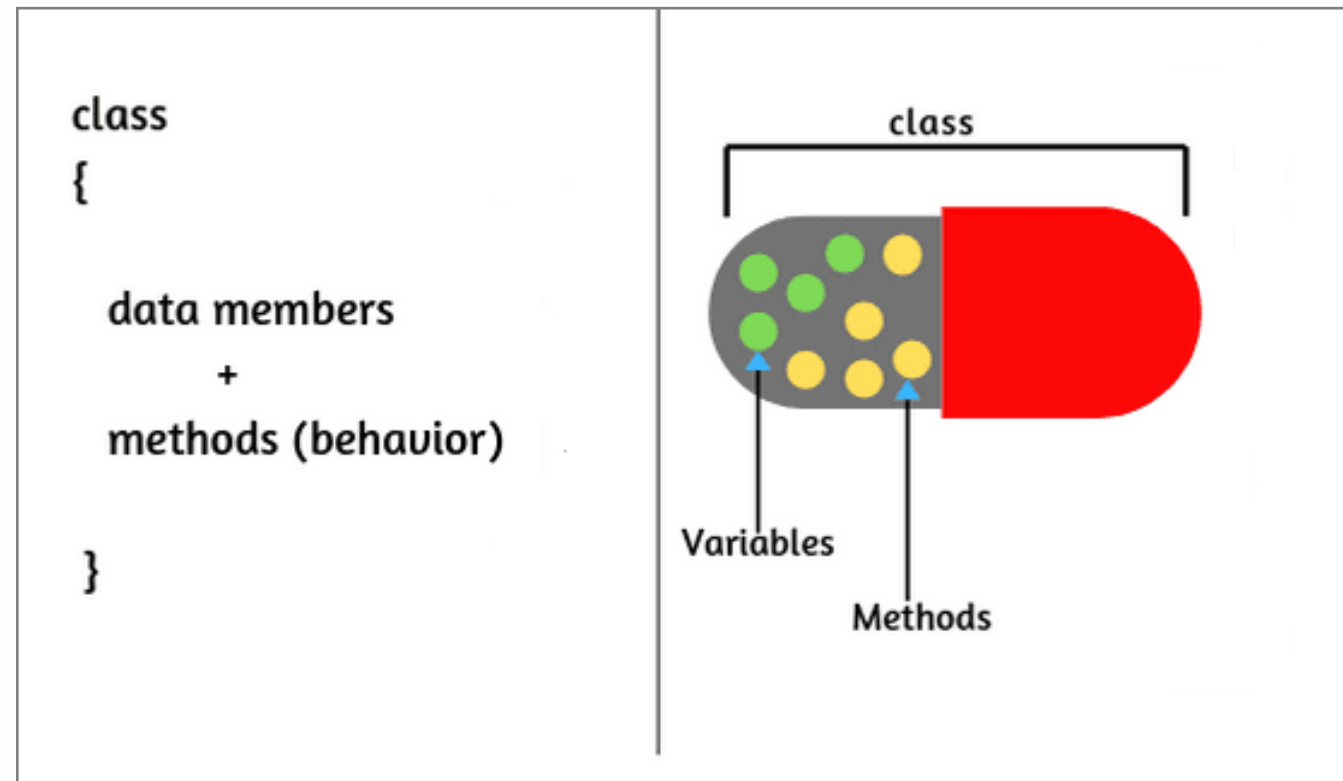 class
{
data members
+
methods (behavior)
}
class
Variables
Methods